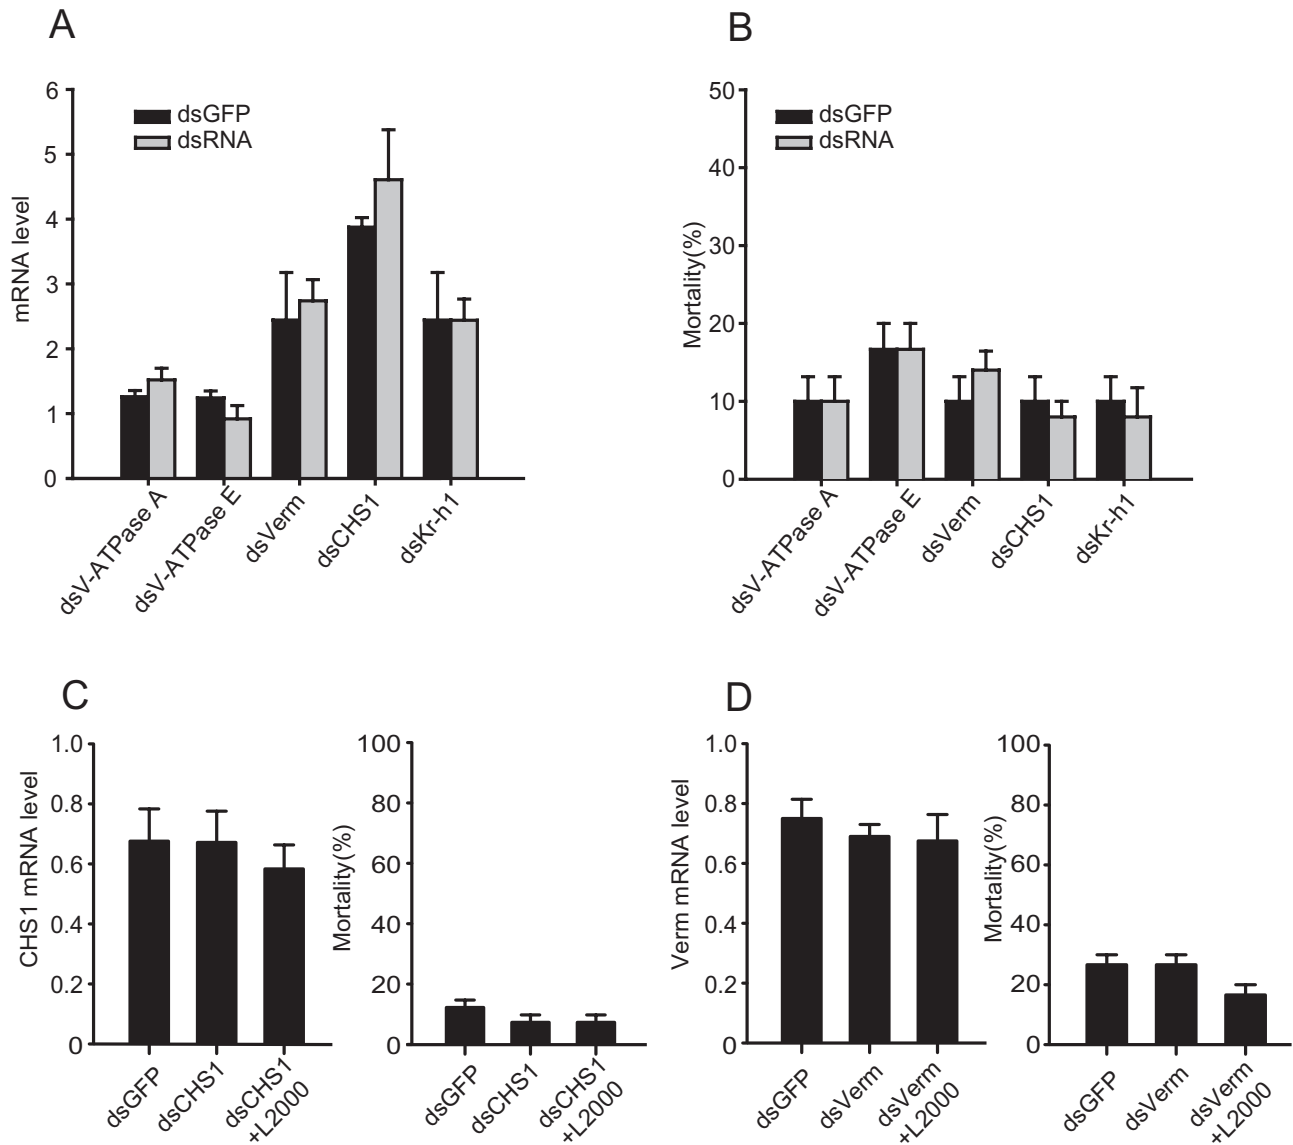 A
6
5
4
3
2
1
0
mRNA level
dsGFP
dsRNA
dsV-ATPase A
dsV-ATPase E
dsVerm
dsCHS1
dsKr-h1
B
50
40
30
20
10
0
Mortality(%)
dsGFP
dsRNA
dsV-ATPase A
dsV-ATPase E
dsVerm
dsCHS1
dsKr-h1
C
1.0
0.8
0.6
0.4
0.2
0
CHS1 mRNA level
dsGFP
dsCHS1
dsCHS1
+L2000
100
80
60
40
20
0
Mortality(%)
dsGFP
dsCHS1
dsCHS1
+L2000
D
1.0
0.8
0.6
0.4
0.2
0
Verm mRNA level
dsGFP
dsVerm
dsVerm
+L2000
100
80
60
40
20
0
Mortality(%)
dsGFP
dsVerm
dsVerm
+L2000